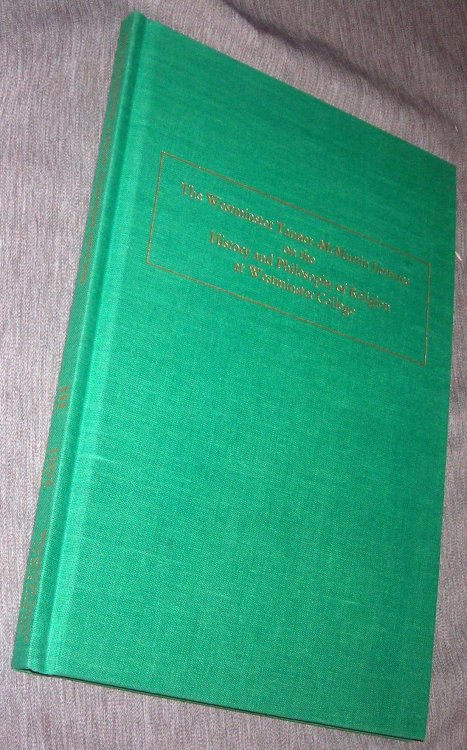 The Westminster Tanner-McMurrin Lectures
on the
History and Philosophy of Religion
at Westminster College